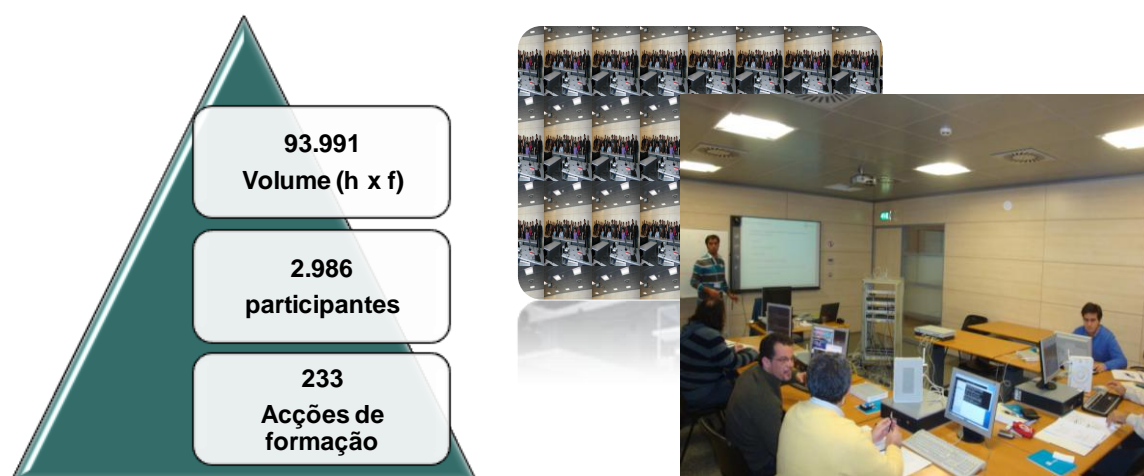 93.991
Volume (h x f)
2.986
participantes
233
Acções de
formação